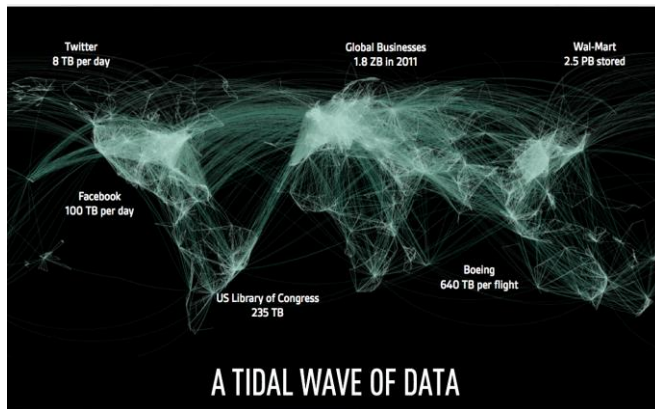 Twitter
8 TB per day
Global Businesses
1.8 ZB in 2011
Wal-Mart
2.5 PB stored
Facebook
100 TB per day
US Library of Congress
235 TB
Boeing
640 TB per flight
A TIDAL WAVE OF DATA